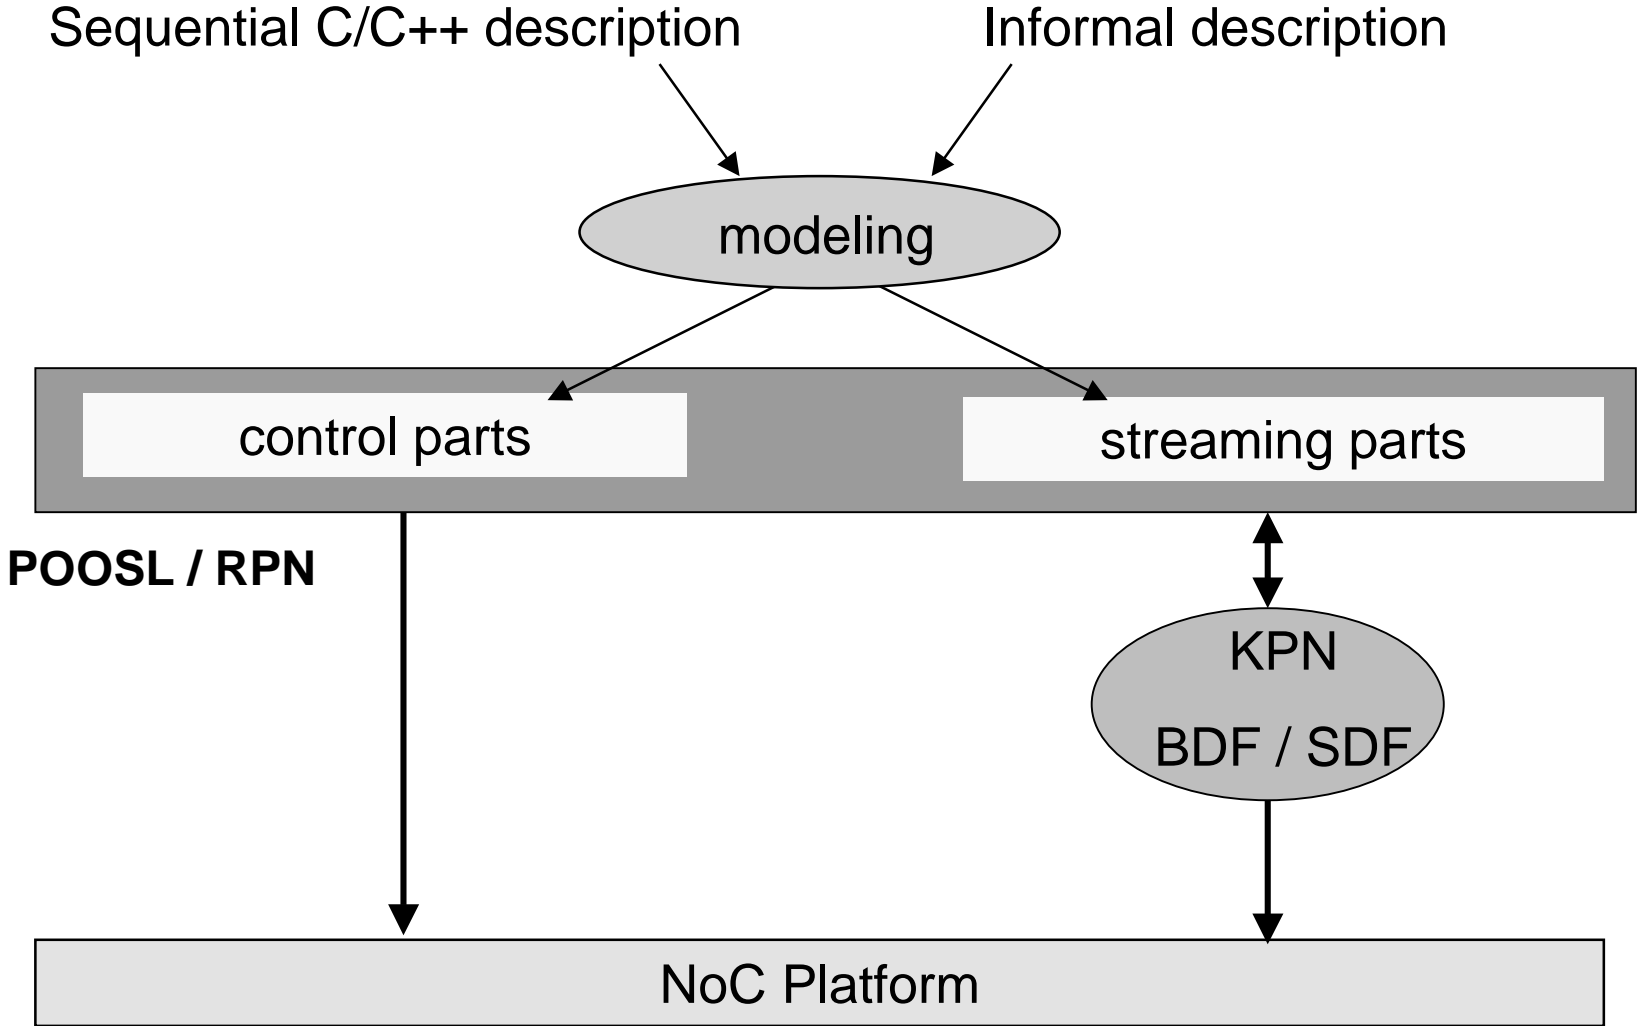 Sequential C/C++ description
Informal description
modeling
control parts
streaming parts
POOSL / RPN
KPN
BDF / SDF
NoC Platform